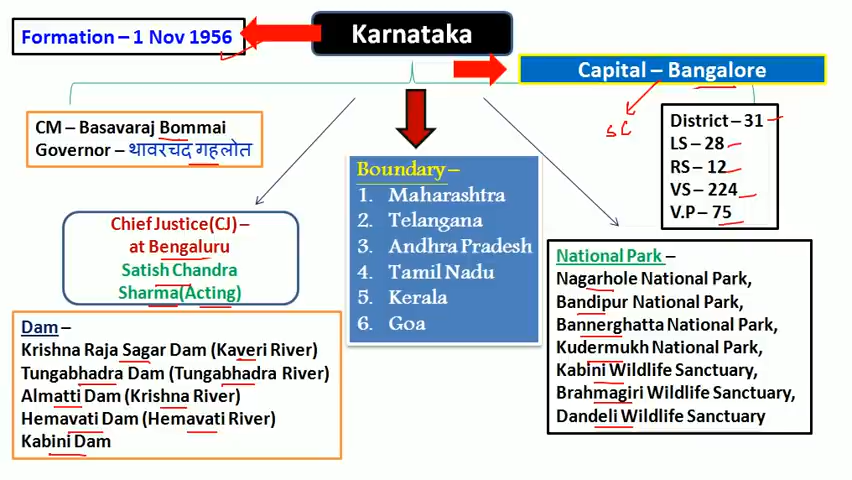 Karnataka
Formation – 1 Nov 1956
Capital – Bangalore
SC
CM – Basavaraj Bommai
Governor – थावरचद गहलोत
District – 31
LS – 28
RS – 12
VS – 224
V.P – 75
Boundary –
1. Maharashtra
2. Telangana
3. Andhra Pradesh
4. Tamil Nadu
5. Kerala
6. Goa
Chief Justice(CJ) –
at Bengaluru
Satish Chandra
Sharma(Acting)
National Park –
Nagarhole National Park,
Bandipur National Park,
Bannerghatta National Park,
Kudermukh National Park,
Kabini Wildlife Sanctuary,
Brahmagiri Wildlife Sanctuary,
Dandeli Wildlife Sanctuary
Dam –
Krishna Raja Sagar Dam (Kaveri River)
Tungabhadra Dam (Tungabhadra River)
Almatti Dam (Krishna River)
Hemavati Dam (Hemavati River)
Kabini Dam